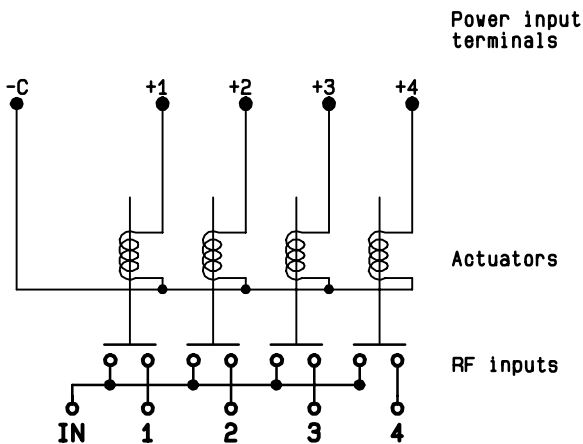 Power input
terminals
-C +1 +2 +3 +4
Actuators
RF inputs
IN 1 2 3 4